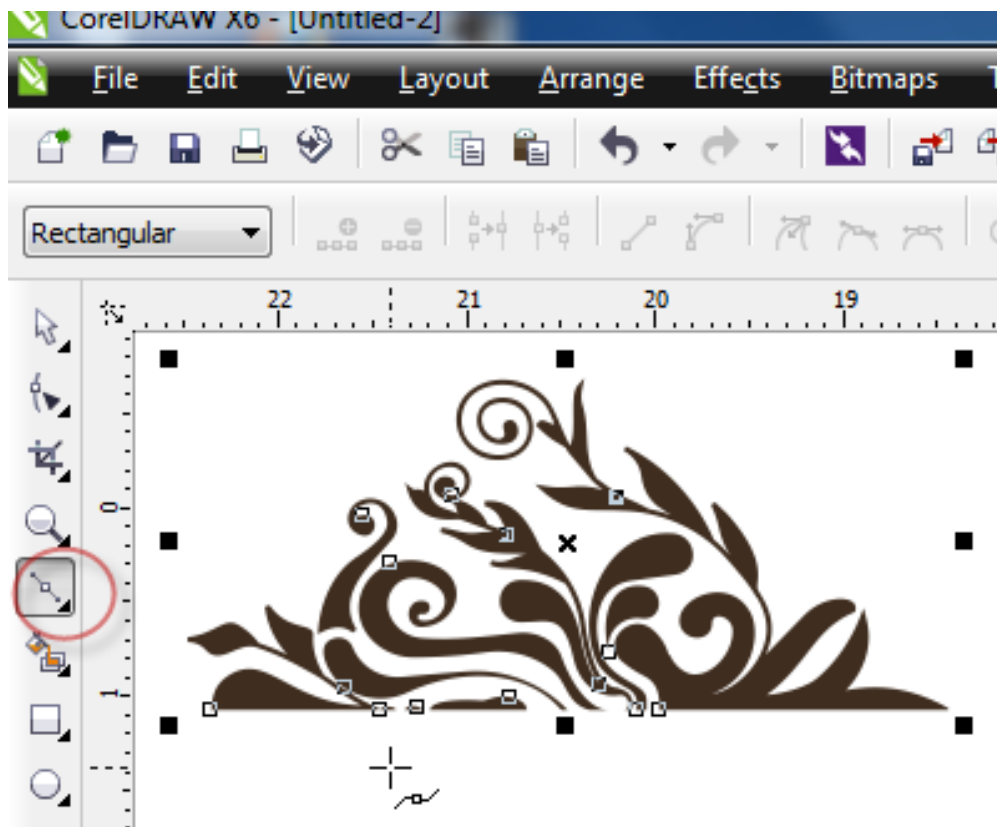 CorelDRAW X6 - [Untitled-2]
File Edit View Layout Arrange Effects Bitmaps
Rectangular
22 21 20 19
0
1